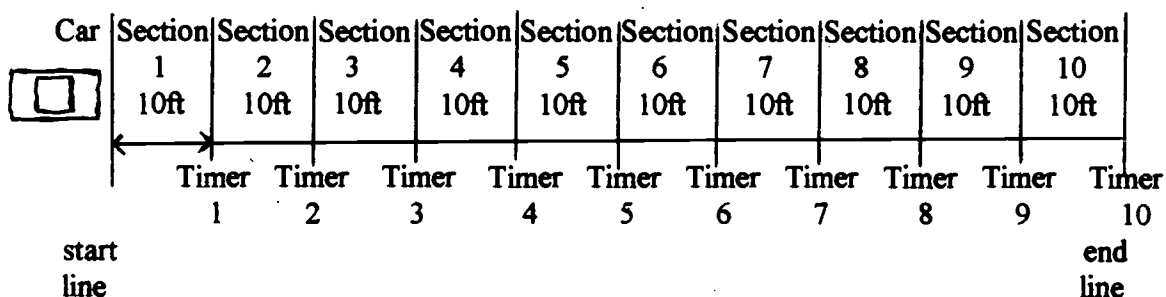 Car Section Section Section Section Section Section Section Section Section Section
1 2 3 4 5 6 7 8 9 10
10ft 10ft 10ft 10ft 10ft 10ft 10ft 10ft 10ft 10ft
Timer Timer Timer Timer Timer Timer Timer Timer Timer Timer
1 2 3 4 5 6 7 8 9 10
start end
line line